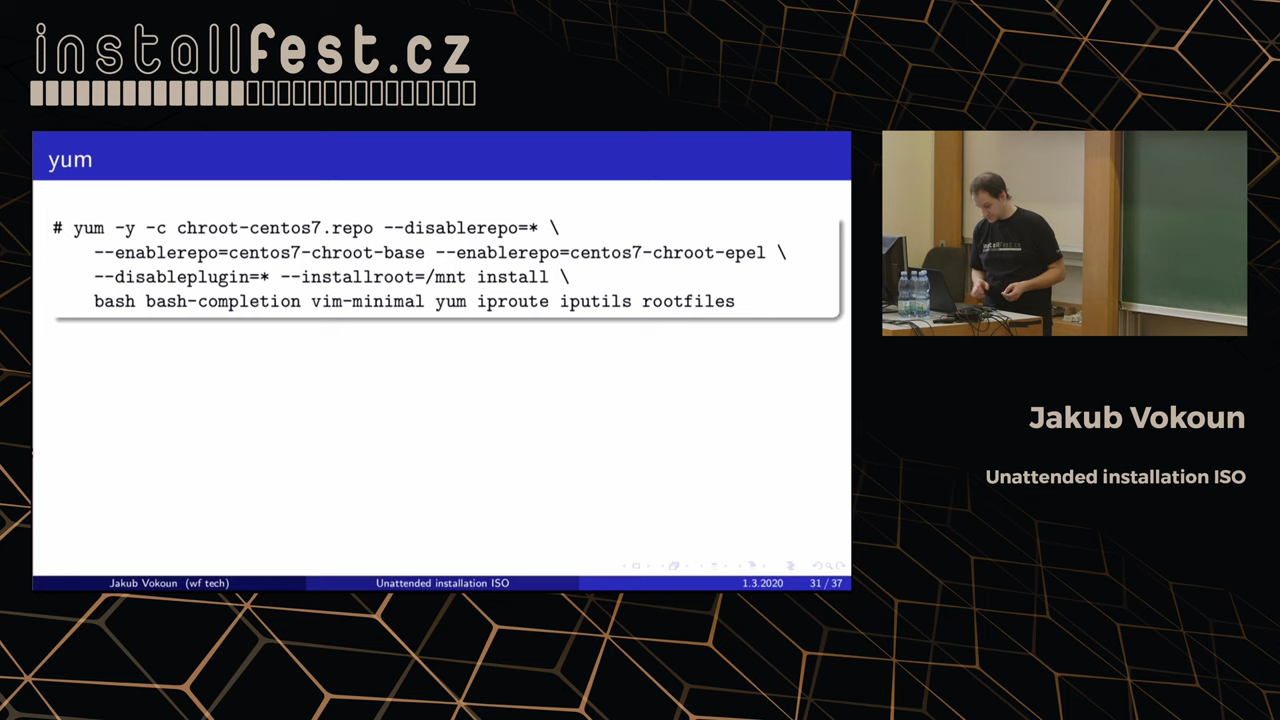 installfest.cz
yum
# yum -y -c chroot-centos7.repo --disablerepo=* \
--enablerepo=centos7-chroot-base --enablerepo=centos7-chroot-epel \
--disableplugin=* --installroot=/mnt install \
bash bash-completion vim-minimal yum iproute iputils rootfiles
Jakub Vokoun (wf tech) Unattended installation ISO 1.3.2020 31 / 37
Jakub Vokoun
Unattended installation ISO